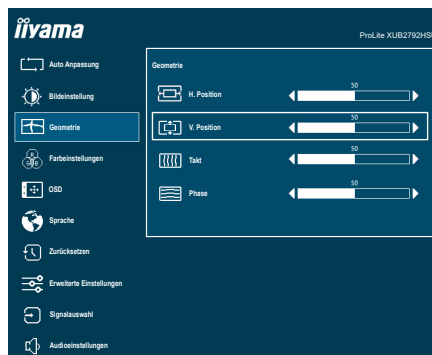 iiyama
ProLite XUB2792HSU
Auto Anpassung
Bildeinstellung
Geometrie
Farbeinstellungen
OSD
Sprache
Zurücksetzen
Erweiterte Einstellungen
Signalauswahl
Audioeinstellungen
Geometrie
H. Position
50
V. Position
50
Takt
50
Phase
50
R
G B